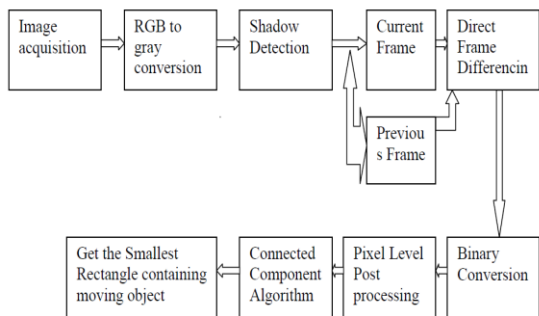 Image
acquisition
RGB to
gray
conversion
Shadow
Detection
Current
Frame
Direct
Frame
Differencin
Previou
s Frame
Binary
Conversion
Pixel Level
Post
processing
Connected
Component
Algorithm
Get the Smallest
Rectangle containing
moving object